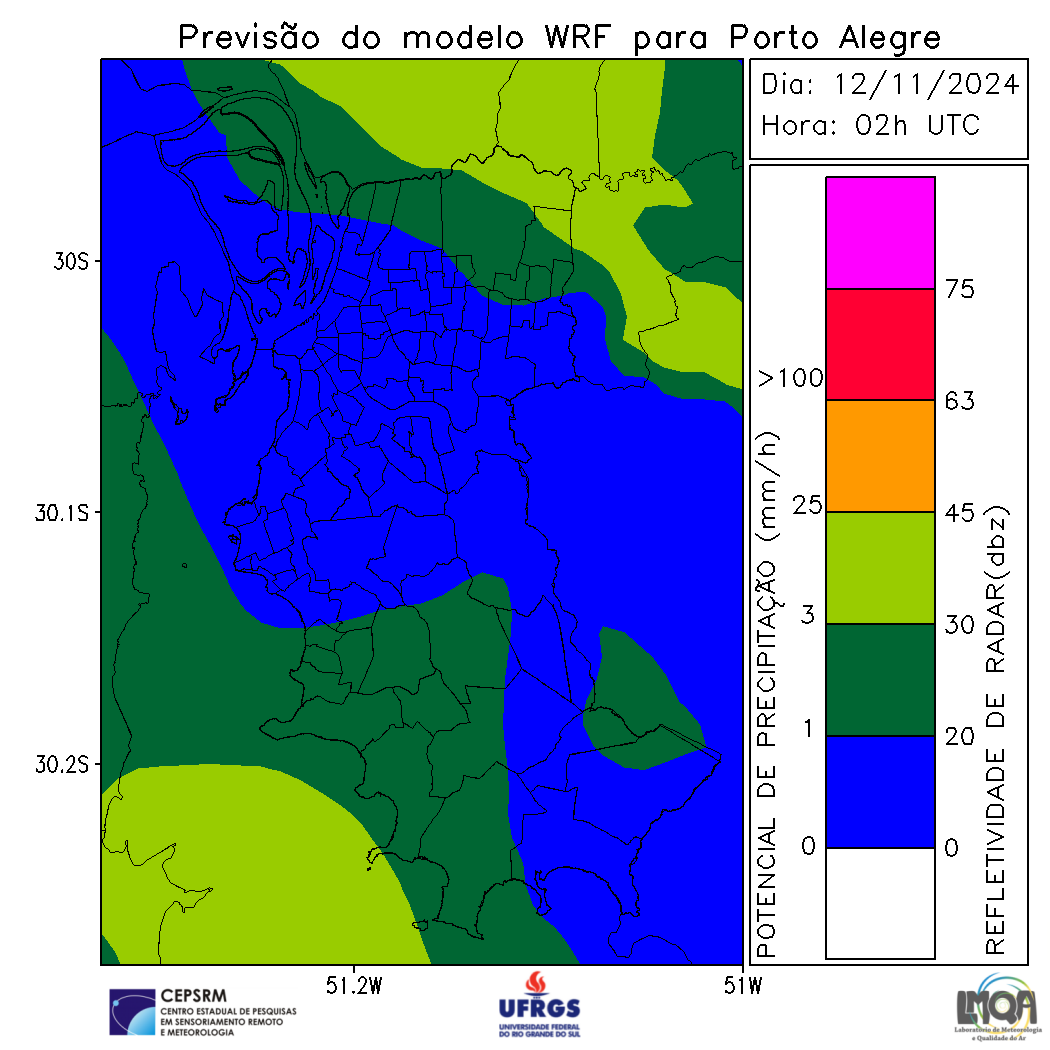 Previsão do modelo WRF para Porto Alegre
Dia: 12/11/2024
Hora: 02h UTC
30S
30.1S
30.2S
51.2W
51W
POTENCIAL DE PRECIPITAÇÃO (mm/h)
>100
25
3
1
0
75
63
45
30
20
0
REFLETIVIDADE DE RADAR(dbz)
CEPSRM
CENTRO ESTADUAL DE PESQUISAS
EM SENSORIAMENTO REMOTO
E METEOROLOGIA
UFRGS
UNIVERSIDADE FEDERAL
DO RIO GRANDE DO SUL
LMQA
Laboratório de Meteorologia
e Qualidade do Ar